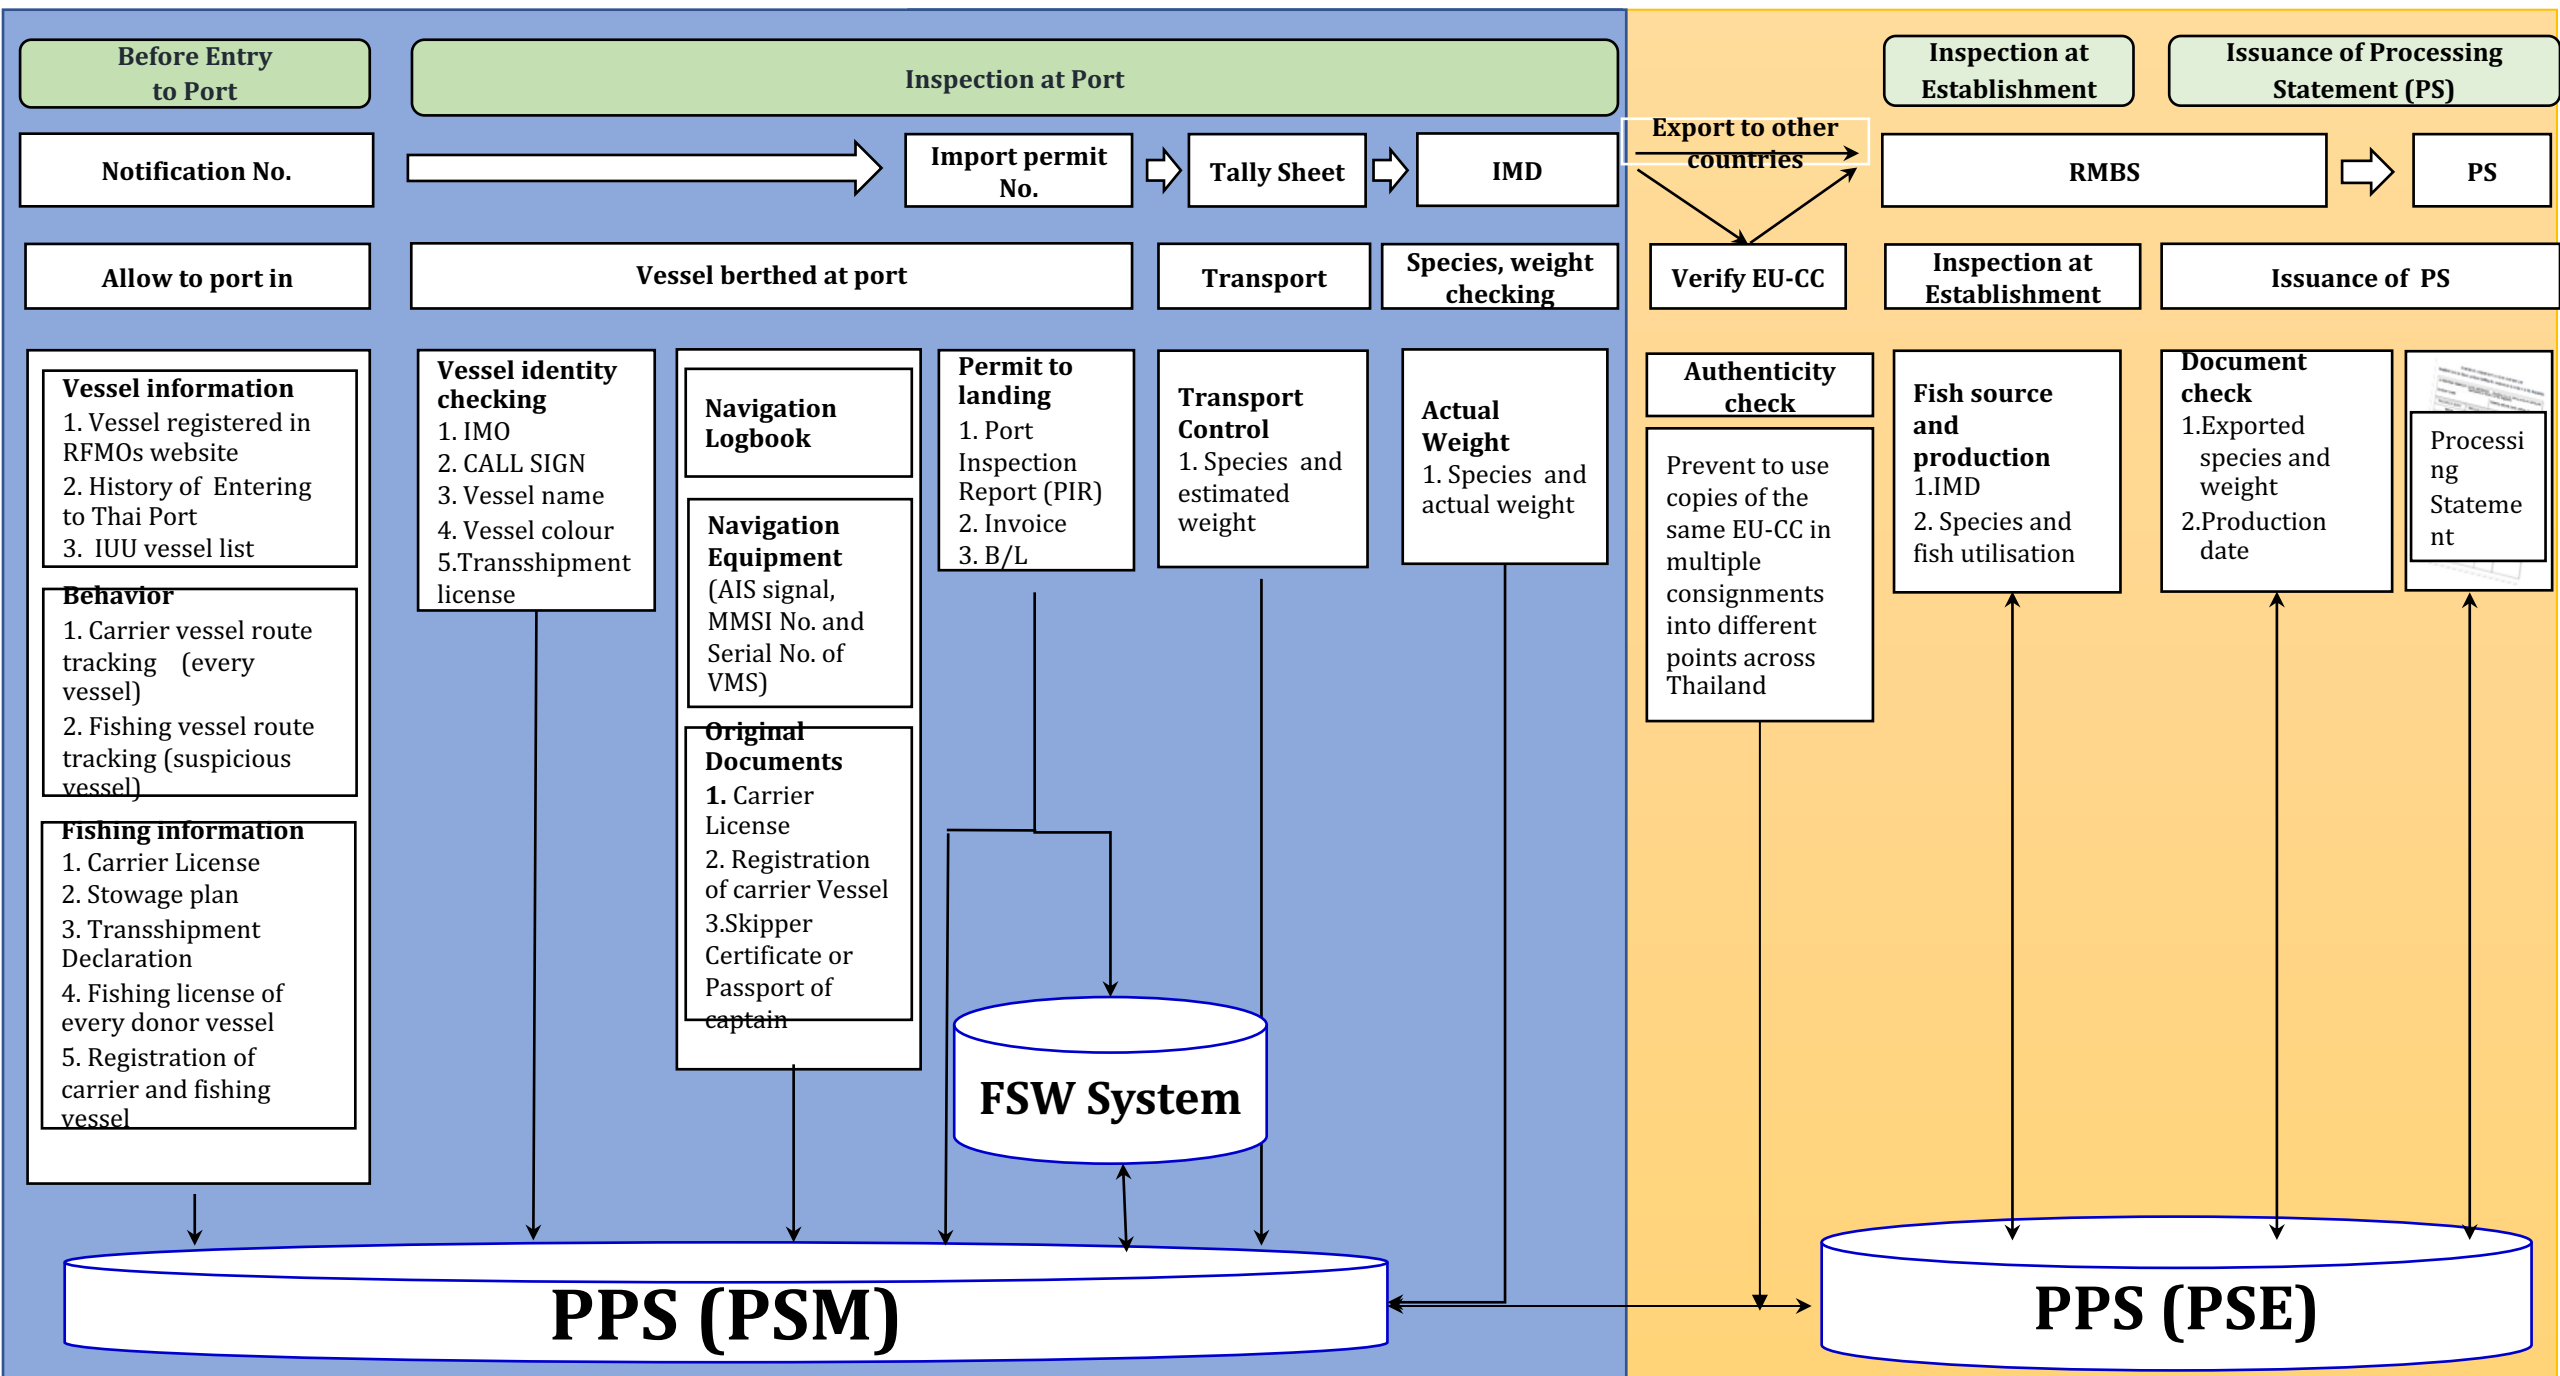 Before Entry
to Port
Inspection at Port
Inspection at
Establishment
Issuance of Processing
Statement (PS)
Notification No.
Import permit
No.
Tally Sheet
IMD
Export to other
countries
RMBS
PS
Allow to port in
Vessel berthed at port
Transport
Species, weight
checking
Verify EU-CC
Inspection at
Establishment
Issuance of PS
Vessel information
1. Vessel registered in
RFMOs website
2. History of Entering
to Thai Port
3. IUU vessel list
Behavior
1. Carrier vessel route
tracking (every
vessel)
2. Fishing vessel route
tracking (suspicious
vessel)
Fishing information
1. Carrier License
2. Stowage plan
3. Transshipment
Declaration
4. Fishing license of
every donor vessel
5. Registration of
carrier and fishing
vessel
Vessel identity
checking
1. IMO
2. CALL SIGN
3. Vessel name
4. Vessel colour
5.Transshipment
license
Navigation
Logbook
Navigation
Equipment
(AIS signal,
MMSI No. and
Serial No. of
VMS)
Original
Documents
1. Carrier
License
2. Registration
of carrier Vessel
3.Skipper
Certificate or
Passport of
captain
Permit to
landing
1. Port
Inspection
Report (PIR)
2. Invoice
3. B/L
Transport
Control
1. Species and
estimated
weight
Actual
Weight
1. Species and
actual weight
Authenticity
check
Prevent to use
copies of the
same EU-CC in
multiple
consignments
into different
points across
Thailand
Fish source
and
production
1.IMD
2. Species and
fish utilisation
Document
check
1.Exported
species and
weight
2.Production
date
Processi
ng
Stateme
nt
FSW System
PPS (PSM)
PPS (PSE)